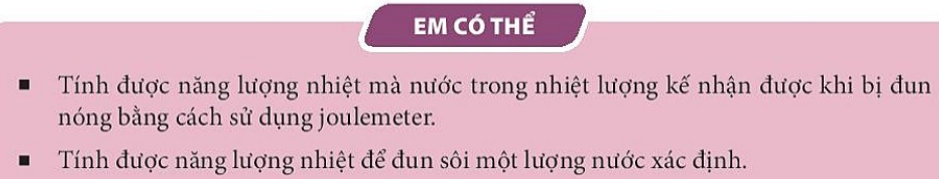 EM CÓ THỂ
▪ Tính được năng lượng nhiệt mà nước trong nhiệt lượng kế nhận được khi bị đun
nóng bằng cách sử dụng joulemeter.
▪ Tính được năng lượng nhiệt để đun sôi một lượng nước xác định.